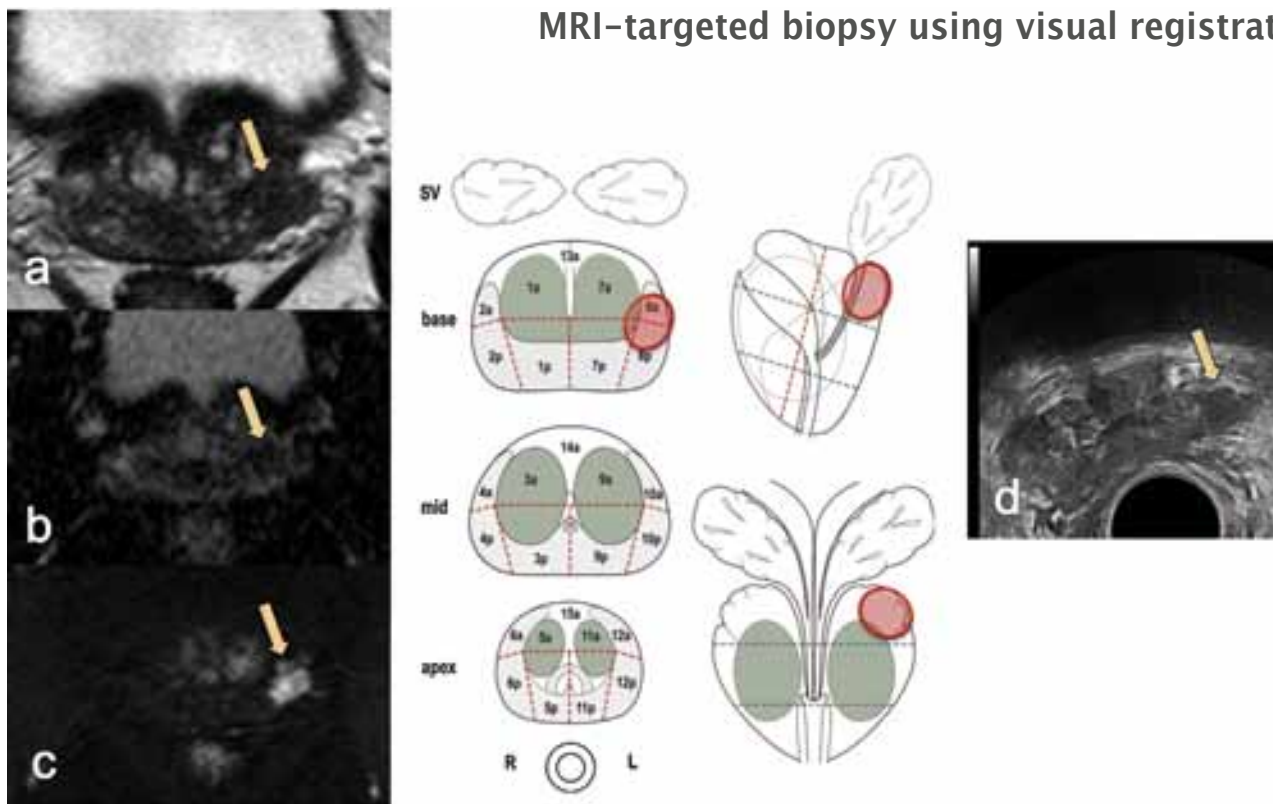 MRI-targeted biopsy using visual registrat
a
b
c
SV
base
13a
1a
7a
2a
8a
2p
1p
7p
8p
mid
14a
3a
9a
4a
10a
4p
3p
9p
10p
apex
15a
6a
5a
11a
12a
6p
5p
11p
12p
R
L
d